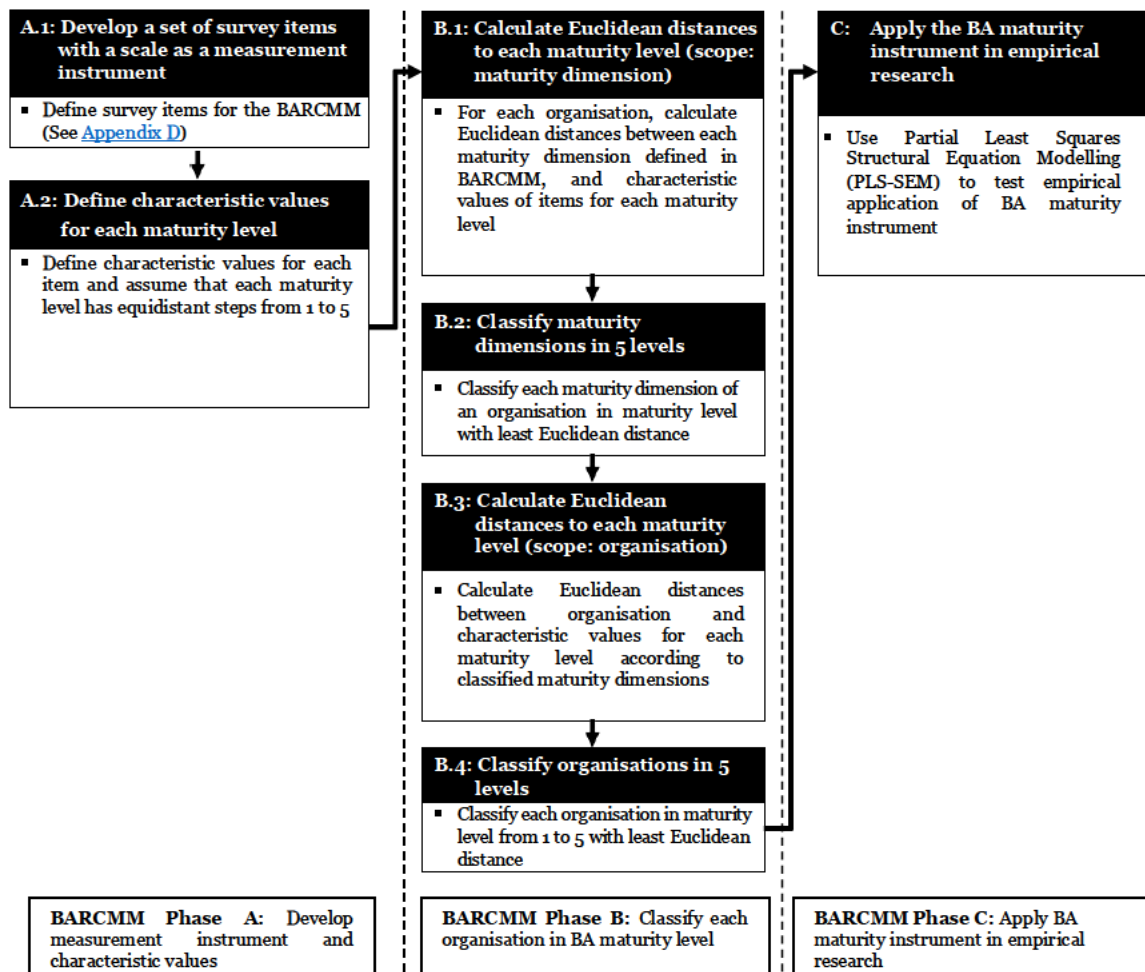 A.1: Develop a set of survey items
with a scale as a measurement
instrument
▪ Define survey items for the BARCMM
(See Appendix D)
A.2: Define characteristic values
for each maturity level
▪ Define characteristic values for each
item and assume that each maturity
level has equidistant steps from 1 to 5
B.1: Calculate Euclidean distances
to each maturity level (scope:
maturity dimension)
▪ For each organisation, calculate
Euclidean distances between each
maturity dimension defined in
BARCMM, and characteristic
values of items for each maturity
level
B.2: Classify maturity
dimensions in 5 levels
▪ Classify each maturity dimension of
an organisation in maturity level
with least Euclidean distance
B.3: Calculate Euclidean
distances to each maturity
level (scope: organisation)
▪ Calculate Euclidean distances
between organisation and
characteristic values for each
maturity level according to
classified maturity dimensions
B.4: Classify organisations in 5
levels
▪ Classify each organisation in maturity
level from 1 to 5 with least Euclidean
distance
C: Apply the BA maturity
instrument in empirical
research
▪ Use Partial Least Squares
Structural Equation Modelling
(PLS-SEM) to test empirical
application of BA maturity
instrument
BARCMM Phase A: Develop
measurement instrument and
characteristic values
BARCMM Phase B: Classify each
organisation in BA maturity level
BARCMM Phase C: Apply BA
maturity instrument in empirical
research